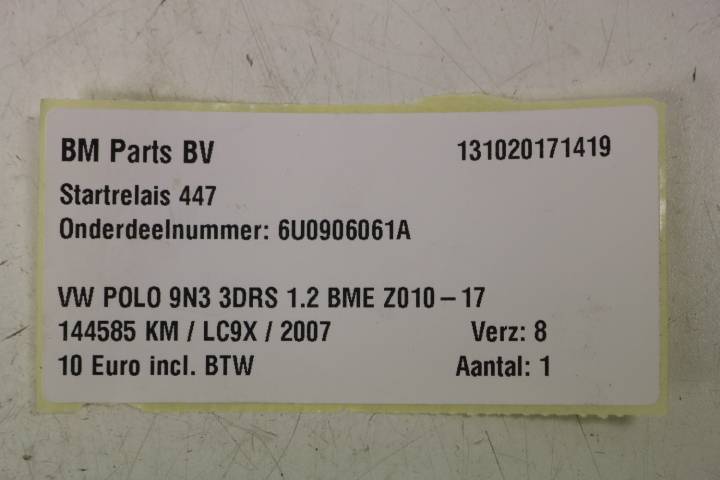 BM Parts BV 131020171419
Startrelais 447
Onderdeelnummer: 6U0906061A
VW POLO 9N3 3DRS 1.2 BME Z010-17
144585 KM / LC9X / 2007 Verz: 8
10 Euro incl. BTW Aantal: 1